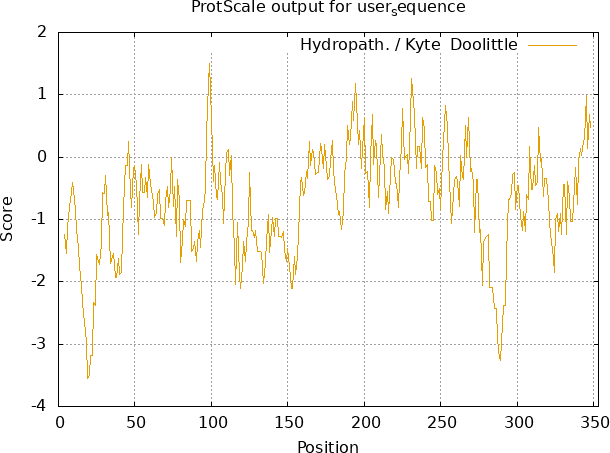 ProtScale output for user_sequence
Hydropath. / Kyte  Doolittle
2
1
0
-1
-2
-3
-4
Score
0 50 100 150 200 250 300 350
Position